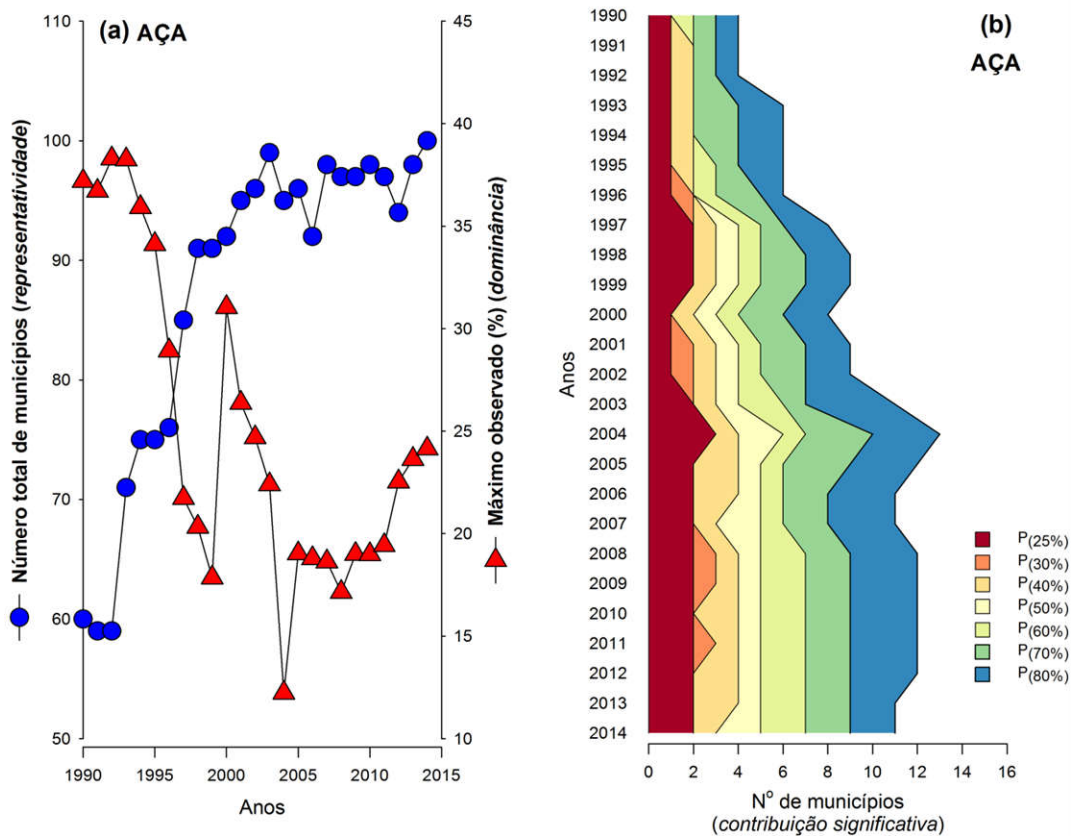 (a) AÇA
Número total de municípios (representatividade)
110
100
90
80
70
60
50
45
40
35
30
25
20
15
10
Máximo observado (%) (dominância)
1990 1995 2000 2005 2010 2015
Anos
(b)
AÇA
Anos
1990
1991
1992
1993
1994
1995
1996
1997
1998
1999
2000
2001
2002
2003
2004
2005
2006
2007
2008
2009
2010
2011
2012
2013
2014
P(25%)
P(30%)
P(40%)
P(50%)
P(60%)
P(70%)
P(80%)
0 2 4 6 8 10 12 14 16
Nº de municípios
(contribuição significativa)